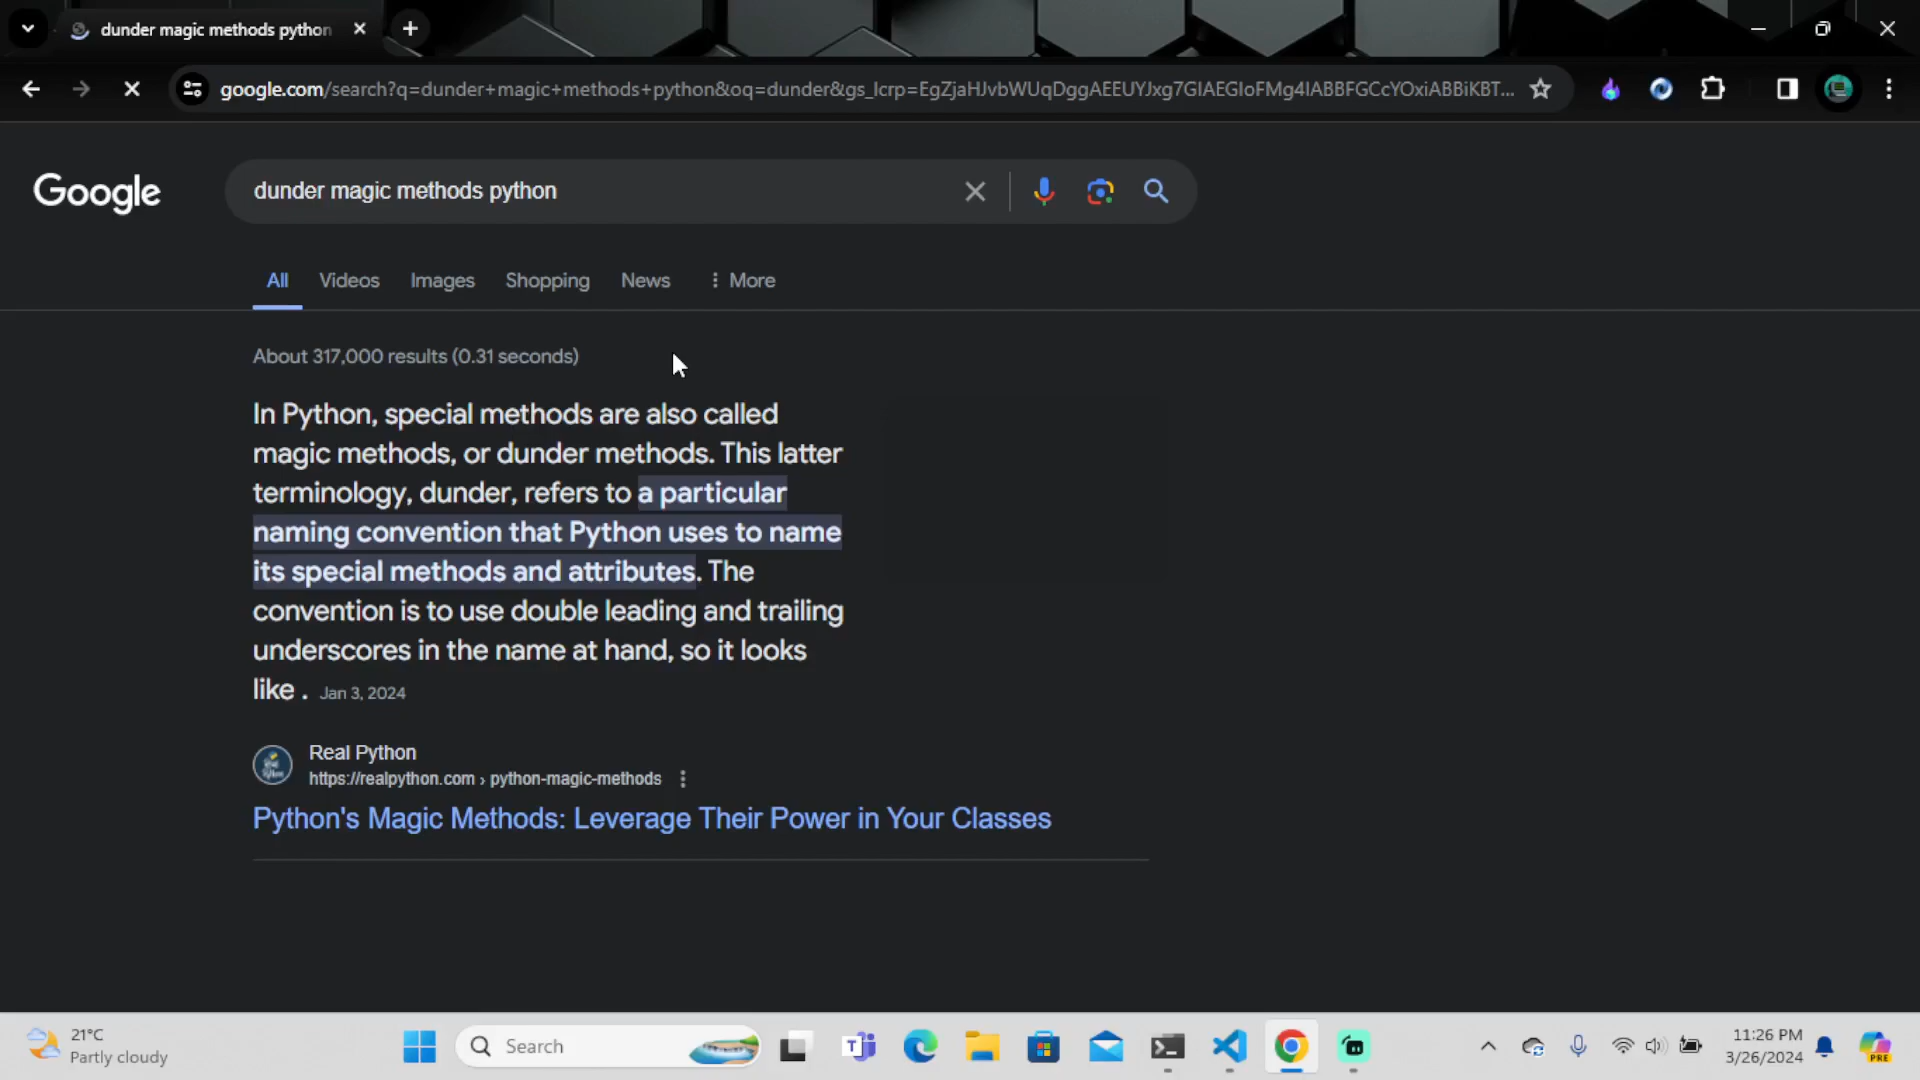 dunder magic methods python
google.com/search?q=dunder+magic+methods+python&oq=dunder&gs_lcrp=EgZjaHJvbWUqDggAEEUYJxg7GIAEGIoFMg4IABBFGCcYOxiABBiKBT...
Google
dunder magic methods python
All Videos Images Shopping News More
About 317,000 results (0.31 seconds)
In Python, special methods are also called
magic methods, or dunder methods. This latter
terminology, dunder, refers to a particular
naming convention that Python uses to name
its special methods and attributes. The
convention is to use double leading and trailing
underscores in the name at hand, so it looks
like . Jan 3, 2024
Real Python
https://realpython.com › python-magic-methods
Python's Magic Methods: Leverage Their Power in Your Classes
21°C
Partly cloudy
Search
11:26 PM
3/26/2024
PRE